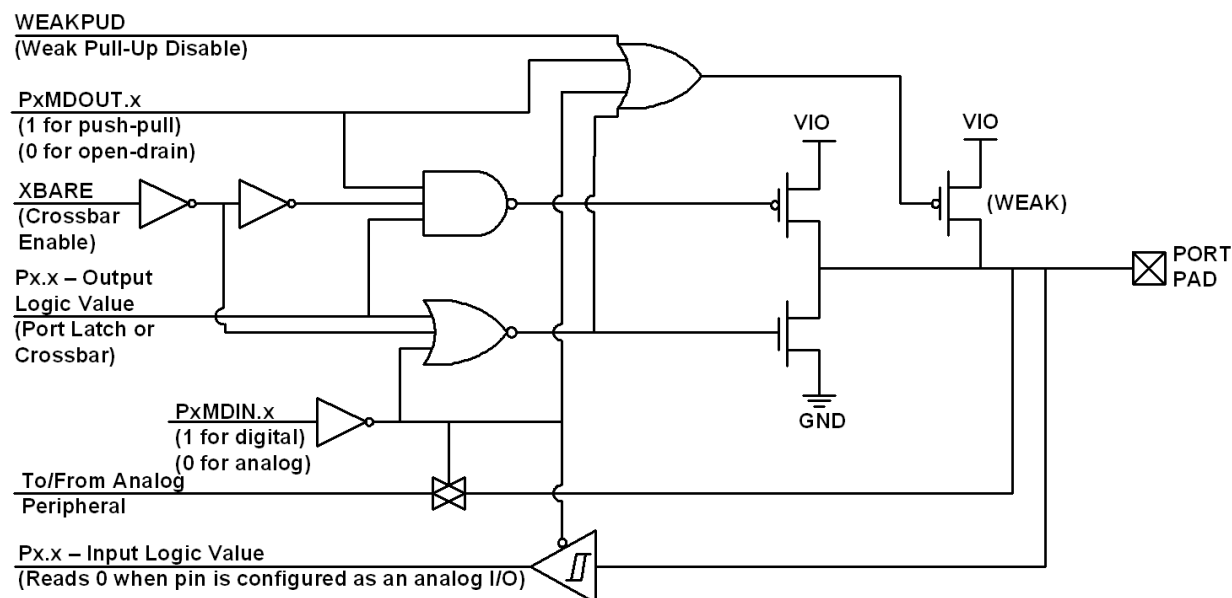 WEAKPUD
(Weak Pull-Up Disable)
PxMDOUT.x
(1 for push-pull)
(0 for open-drain)
XBARE
(Crossbar
Enable)
Px.x – Output
Logic Value
(Port Latch or
Crossbar)
PxMDIN.x
(1 for digital)
(0 for analog)
To/From Analog
Peripheral
Px.x – Input Logic Value
(Reads 0 when pin is configured as an analog I/O)
VIO
VIO
(WEAK)
PORT
PAD
GND